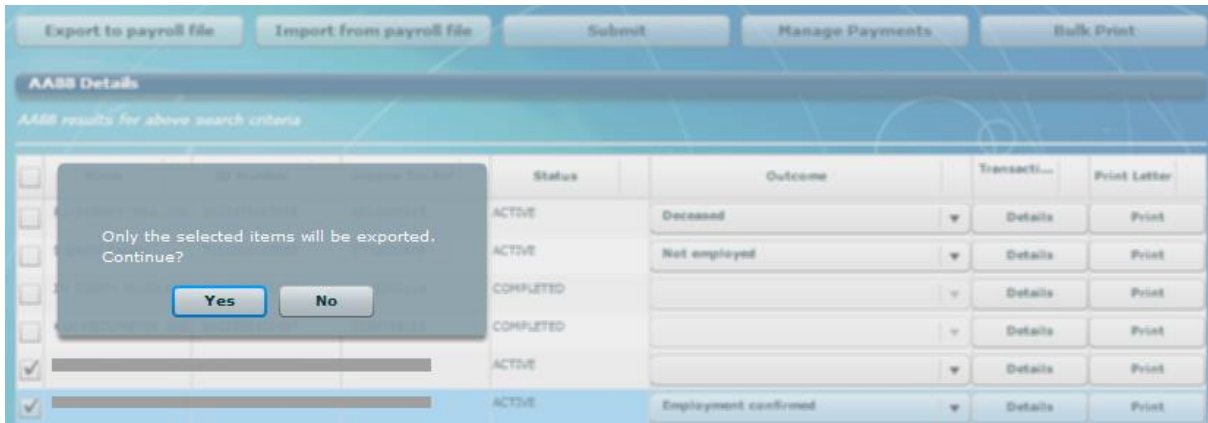 Export to payroll file Import from payroll file Submit Manage Payments Bulk Print
AA88 Details
AA88 results for above search criteria
Status Outcome Transacti... Print Letter
ACTIVE Deceased Details Print
ACTIVE Not employed Details Print
COMPLETED Details Print
COMPLETED Details Print
ACTIVE Details Print
ACTIVE Employment confirmed Details Print
Only the selected items will be exported.
Continue?
Yes No